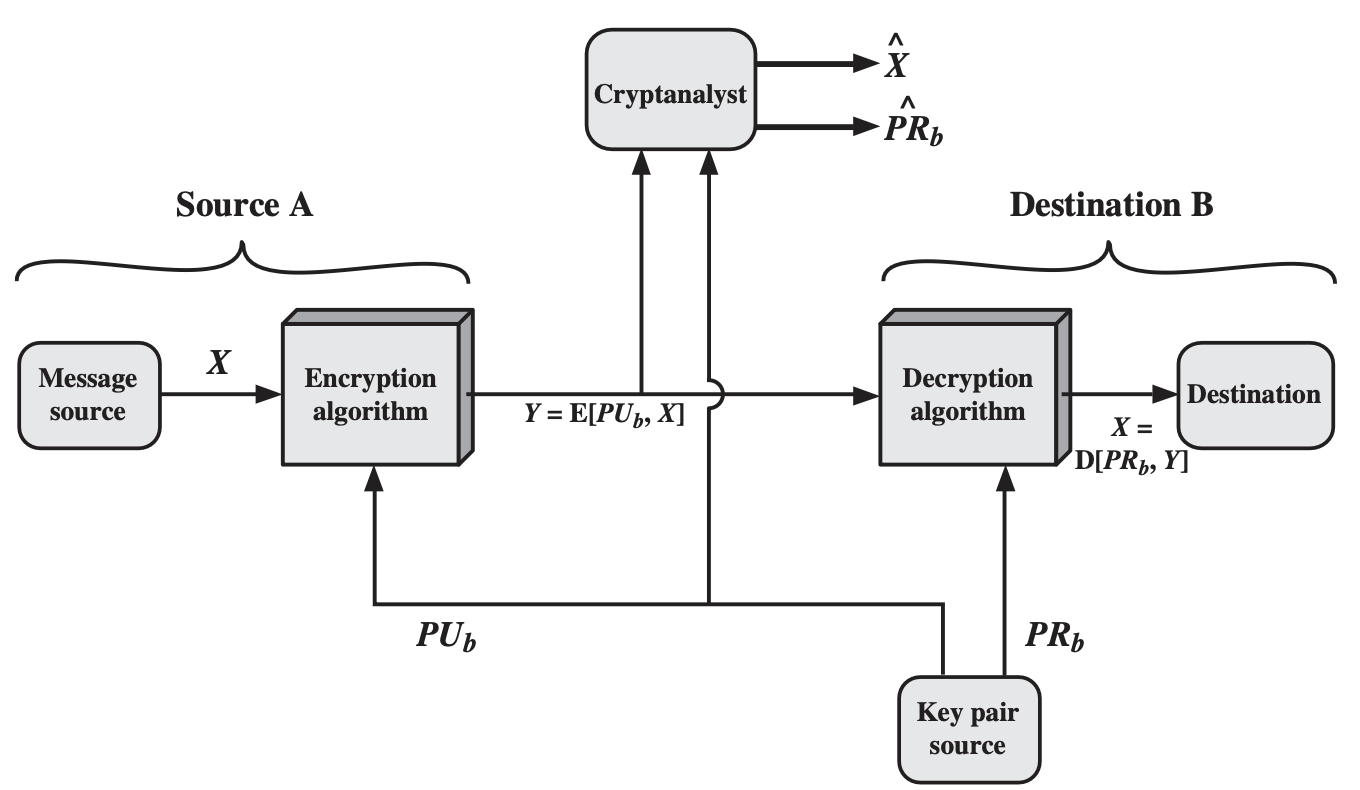 X̂
Cryptanalyst
P̂R_b
Source A
Destination B
Message
source
X
Encryption
algorithm
Y = E[PU_b, X]
Decryption
algorithm
X =
D[PR_b, Y]
Destination
PU_b
PR_b
Key pair
source